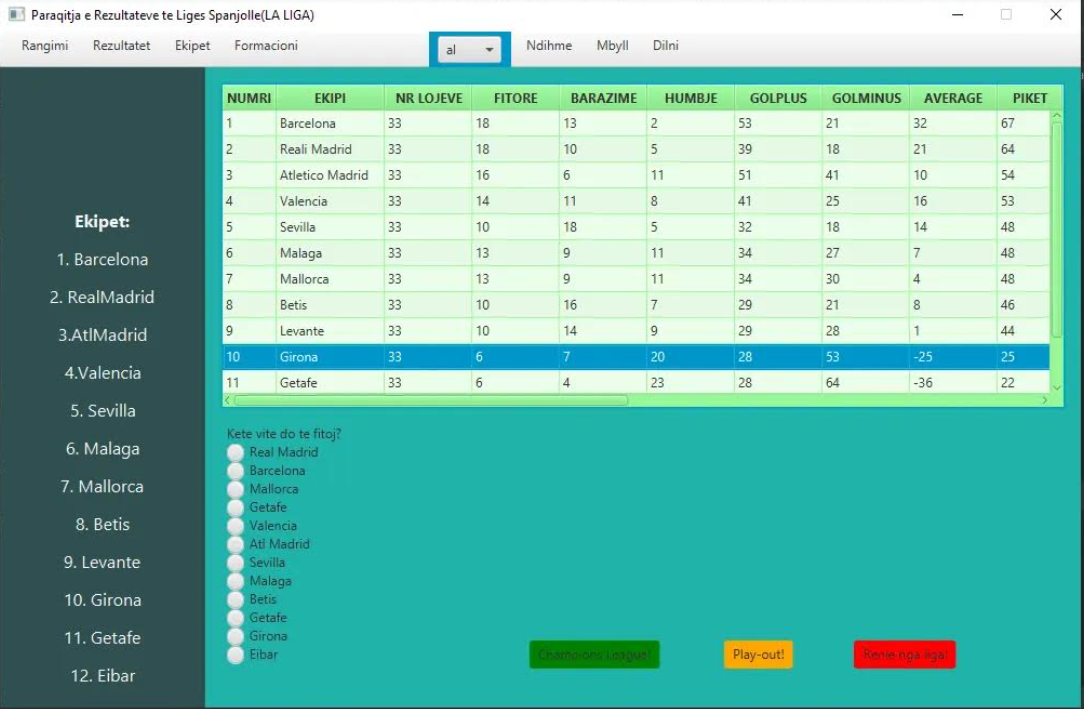 Paraqitja e Rezultateve te Liges Spanjolle(LA LIGA)
Rangimi Rezultatet Ekipet Formacioni al Ndihme Mbyll Dilni
Ekipet:
1. Barcelona
2. RealMadrid
3.AtlMadrid
4.Valencia
5. Sevilla
6. Malaga
7. Mallorca
8. Betis
9. Levante
10. Girona
11. Getafe
12. Eibar
NUMRI EKIPI NR LOJEVE FITORE BARAZIME HUMBJE GOLPLUS GOLMINUS AVERAGE PIKET
1 Barcelona 33 18 13 2 53 21 32 67
2 Reali Madrid 33 18 10 5 39 18 21 64
3 Atletico Madrid 33 16 6 11 51 41 10 54
4 Valencia 33 14 11 8 41 25 16 53
5 Sevilla 33 10 18 5 32 18 14 48
6 Malaga 33 13 9 11 34 27 7 48
7 Mallorca 33 13 9 11 34 30 4 48
8 Betis 33 10 16 7 29 21 8 46
9 Levante 33 10 14 9 29 28 1 44
10 Girona 33 6 7 20 28 53 -25 25
11 Getafe 33 6 4 23 28 64 -36 22
Kete vite do te fitoj?
Real Madrid
Barcelona
Mallorca
Getafe
Valencia
Atl Madrid
Sevilla
Malaga
Betis
Getafe
Girona
Eibar
Champions League!
Play-out!
Renie nga liga!